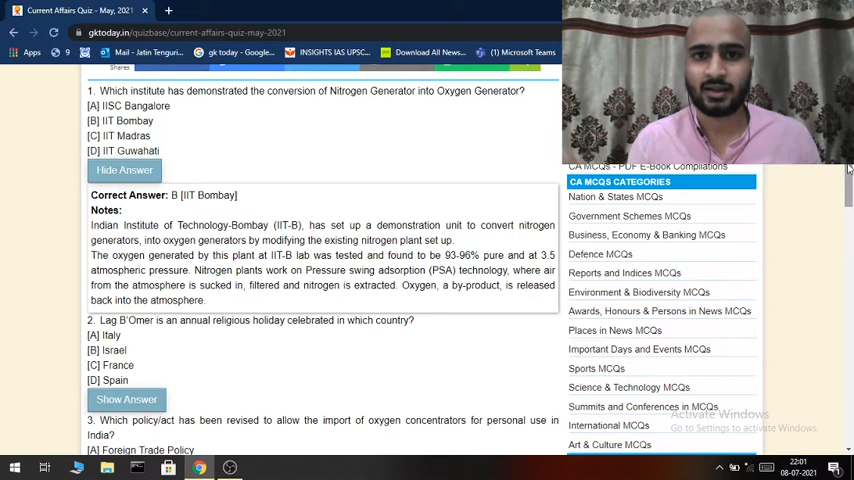 Current Affairs Quiz - May, 2021
gktoday.in/quizbase/current-affairs-quiz-may-2021
Apps
9
Mail - Jatin Tenguri...
gk today - Google...
INSIGHTS IAS UPSC...
Download All News...
(1) Microsoft Teams
Shares
1. Which institute has demonstrated the conversion of Nitrogen Generator into Oxygen Generator?
[A] IISC Bangalore
[B] IIT Bombay
[C] IIT Madras
[D] IIT Guwahati
Hide Answer
Correct Answer: B [IIT Bombay]
Notes:
Indian Institute of Technology-Bombay (IIT-B), has set up a demonstration unit to convert nitrogen
generators, into oxygen generators by modifying the existing nitrogen plant set up.
The oxygen generated by this plant at IIT-B lab was tested and found to be 93-96% pure and at 3.5
atmospheric pressure. Nitrogen plants work on Pressure swing adsorption (PSA) technology, where air
from the atmosphere is sucked in, filtered and nitrogen is extracted. Oxygen, a by-product, is released
back into the atmosphere.
2. Lag B'Omer is an annual religious holiday celebrated in which country?
[A] Italy
[B] Israel
[C] France
[D] Spain
Show Answer
3. Which policy/act has been revised to allow the import of oxygen concentrators for personal use in
India?
[A] Foreign Trade Policy
CA MCQs - PDF E-Book Compilations
CA MCQS CATEGORIES
Nation & States MCQs
Government Schemes MCQs
Business, Economy & Banking MCQs
Defence MCQs
Reports and Indices MCQs
Environment & Biodiversity MCQs
Awards, Honours & Persons in News MCQs
Places in News MCQs
Important Days and Events MCQs
Sports MCQs
Science & Technology MCQs
Summits and Conferences in MCQs
International MCQs
Art & Culture MCQs
Activate Windows
Go to Settings to activate Windows.
22:01
08-07-2021